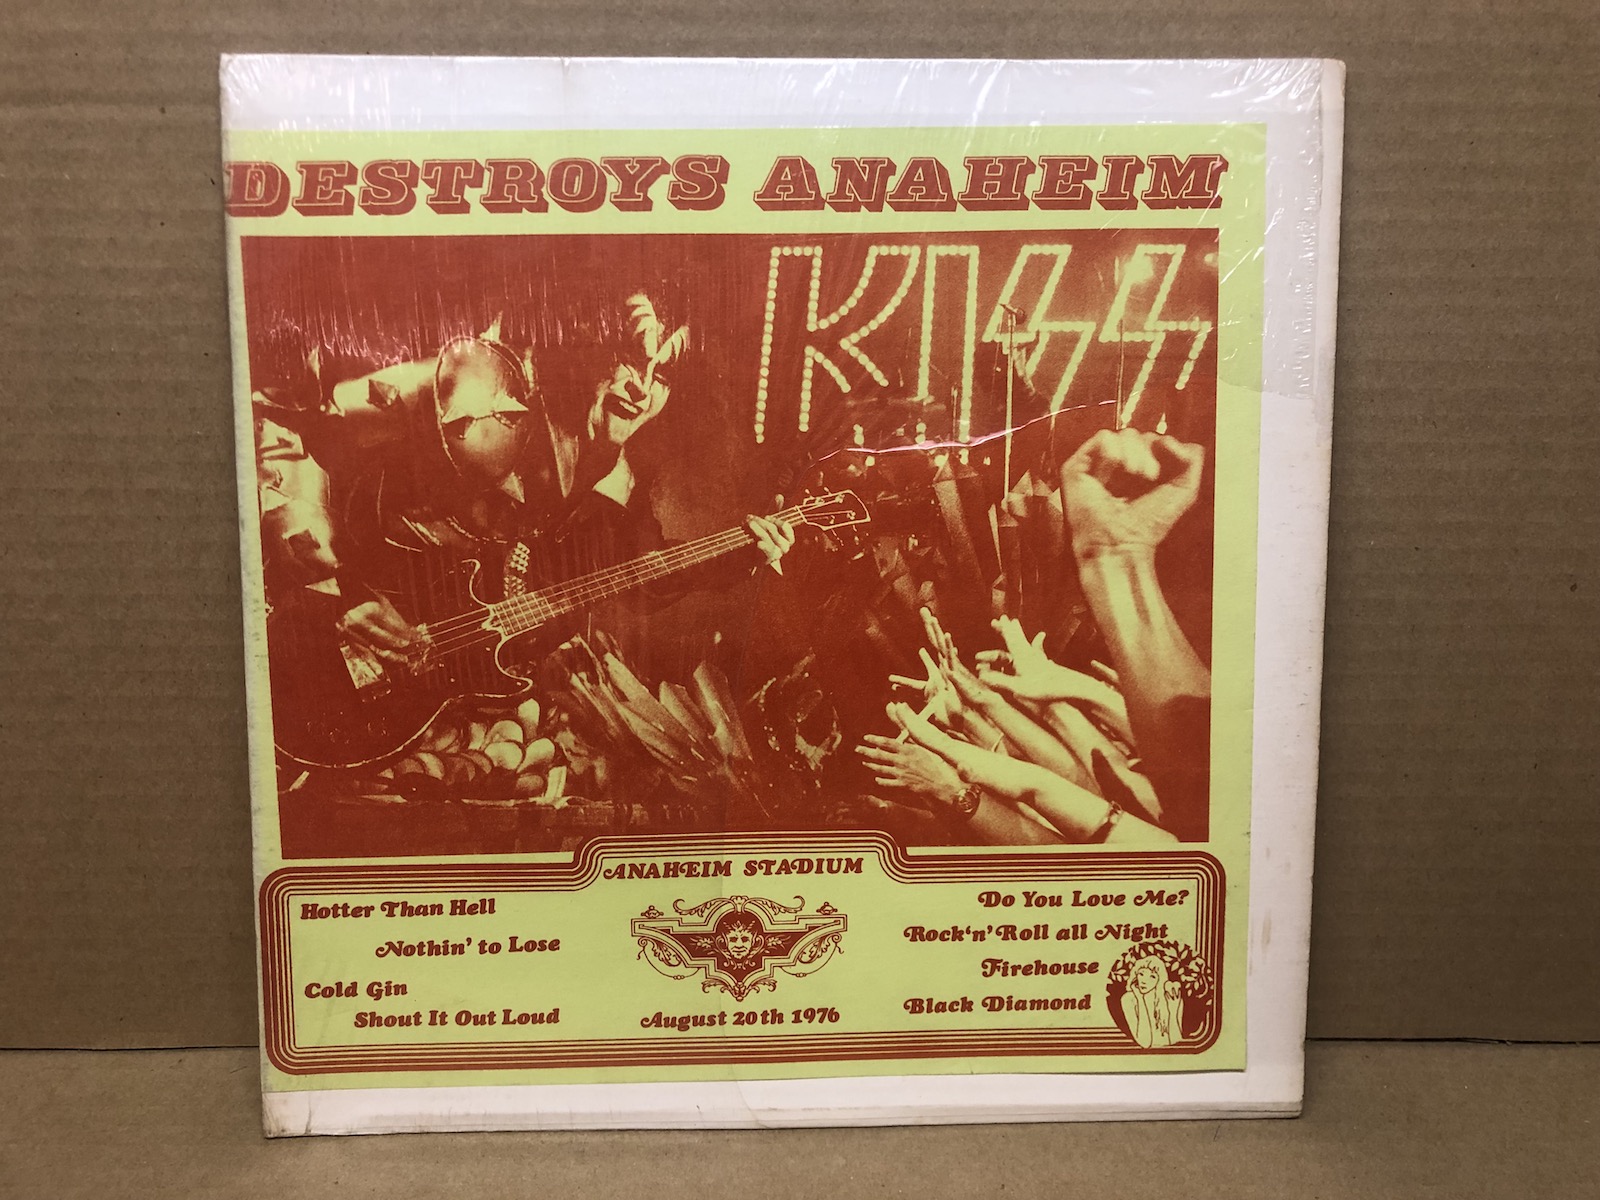 DESTROYS ANAHEIM
KISS
ANAHEIM STADIUM
Hotter Than Hell
Nothin' to Lose
Cold Gin
Shout It Out Loud
August 20th 1976
Do You Love Me?
Rock'n'Roll all Night
Firehouse
Black Diamond